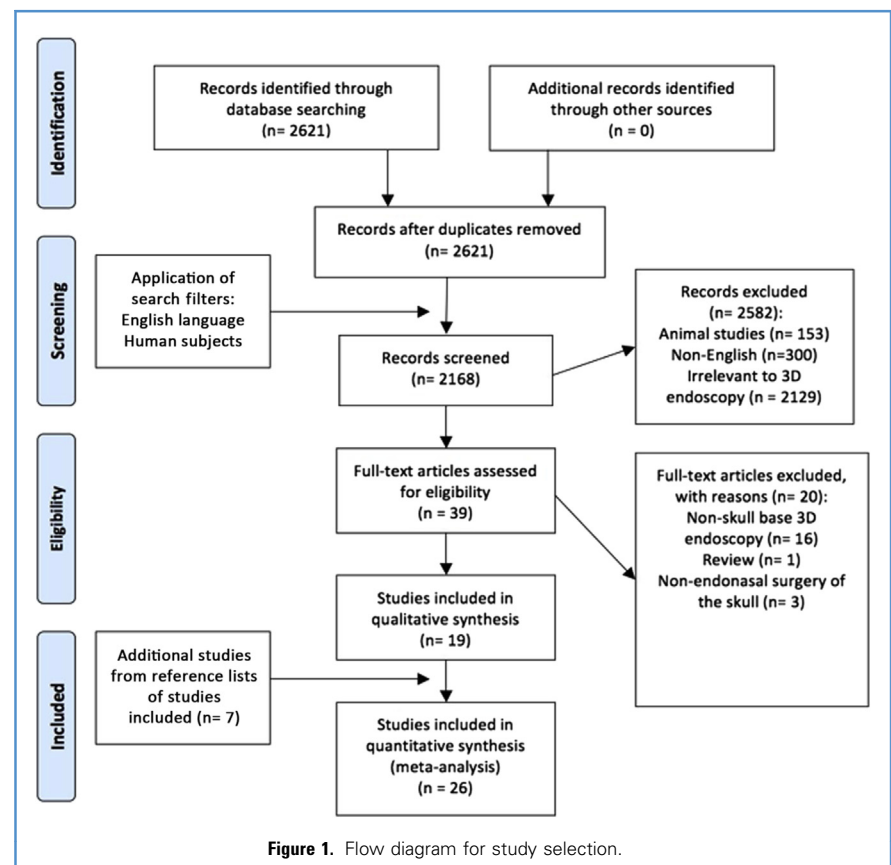 Identification
Records identified through
database searching
(n= 2621)
Additional records identified
through other sources
(n = 0)
Records after duplicates removed
(n= 2621)
Screening
Application of
search filters:
English language
Human subjects
Records screened
(n= 2168)
Records excluded
(n= 2582):
Animal studies (n= 153)
Non-English (n=300)
Irrelevant to 3D
endoscopy (n = 2129)
Eligibility
Full-text articles assessed
for eligibility
(n = 39)
Full-text articles excluded,
with reasons (n= 20):
Non-skull base 3D
endoscopy (n= 16)
Review (n= 1)
Non-endonasal surgery of
the skull (n= 3)
Studies included in
qualitative synthesis
(n= 19)
Included
Additional studies
from reference lists
of studies
included (n= 7)
Studies included in
quantitative synthesis
(meta-analysis)
(n = 26)
Figure 1. Flow diagram for study selection.